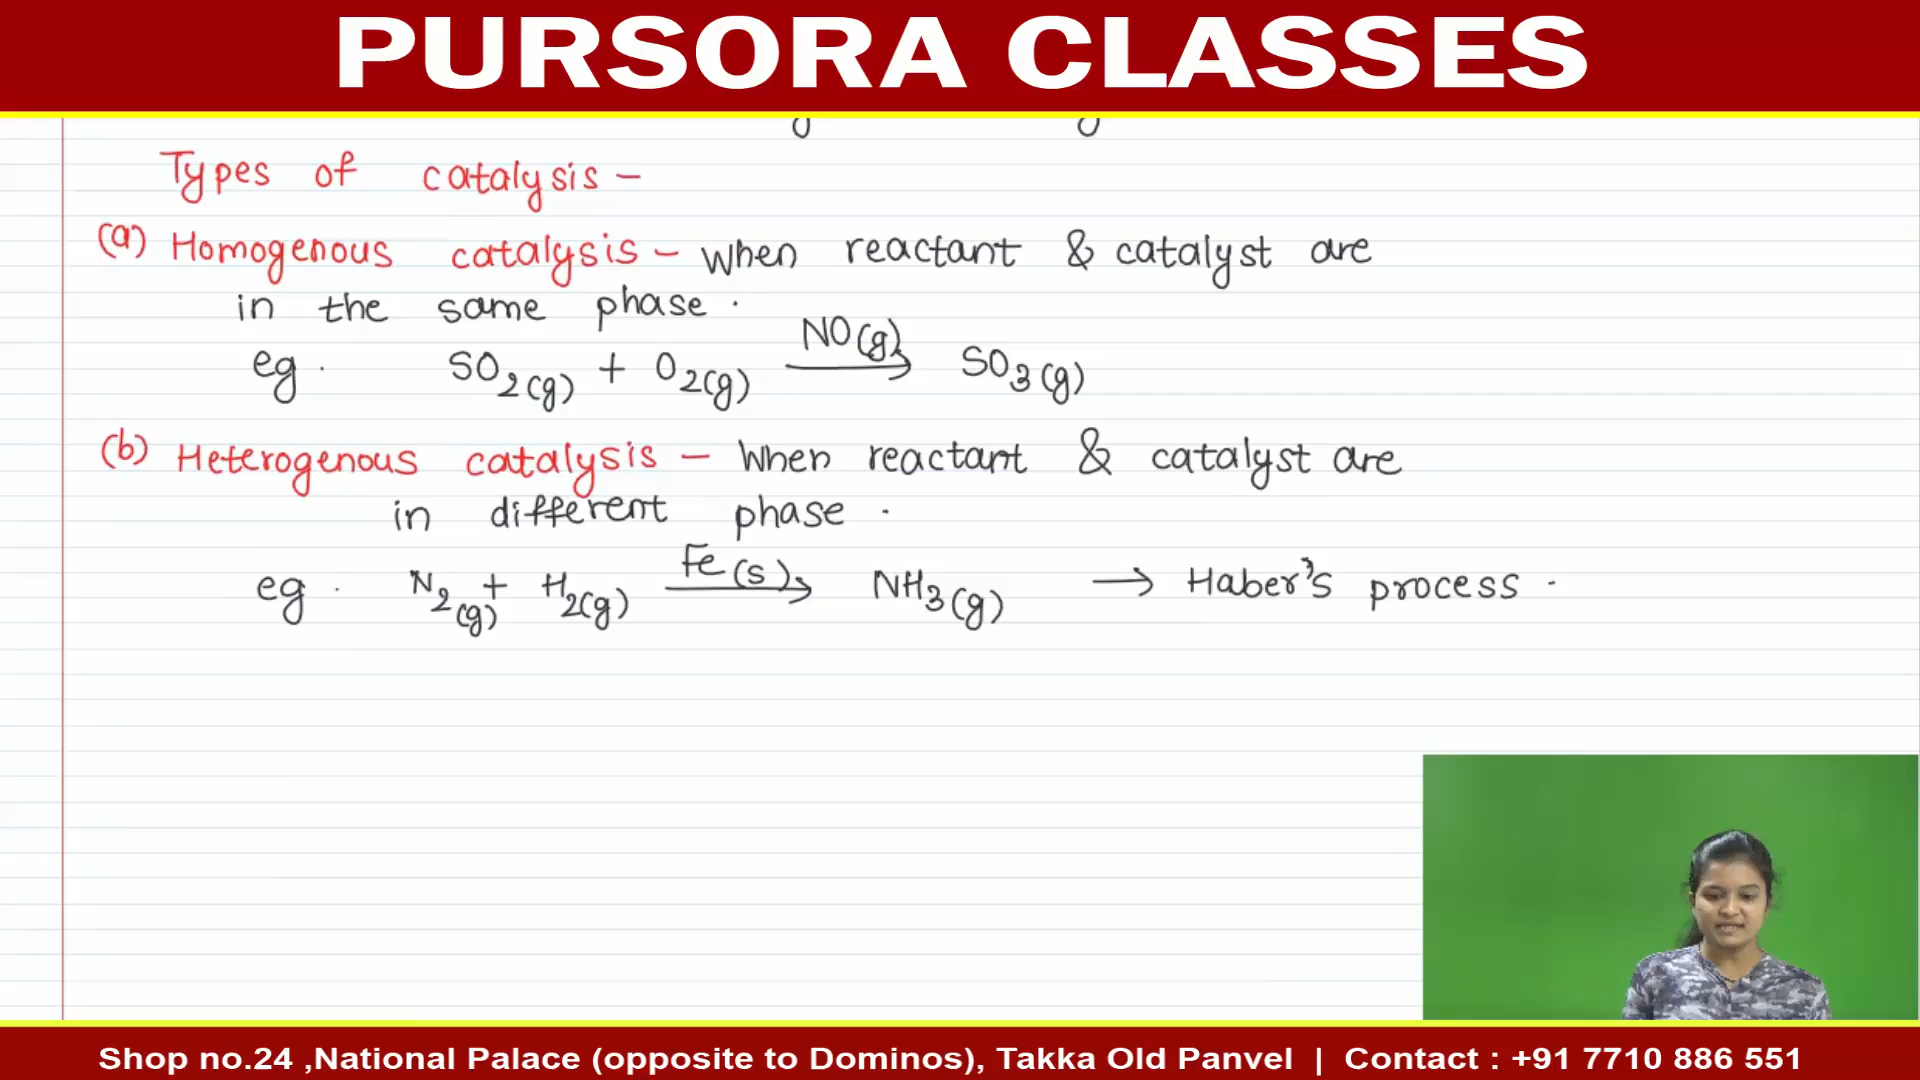 PURSORA CLASSES
Types of catalysis –
(a) Homogenous catalysis – When reactant & catalyst are
in the same phase .
NO(g)
eg . SO2(g) + O2(g) → SO3(g)
(b) Heterogenous catalysis – When reactant & catalyst are
in different phase .
Fe(s)
eg . N2(g) + H2(g) → NH3(g) → Haber's process .
Shop no.24 ,National Palace (opposite to Dominos), Takka Old Panvel | Contact : +91 7710 886 551